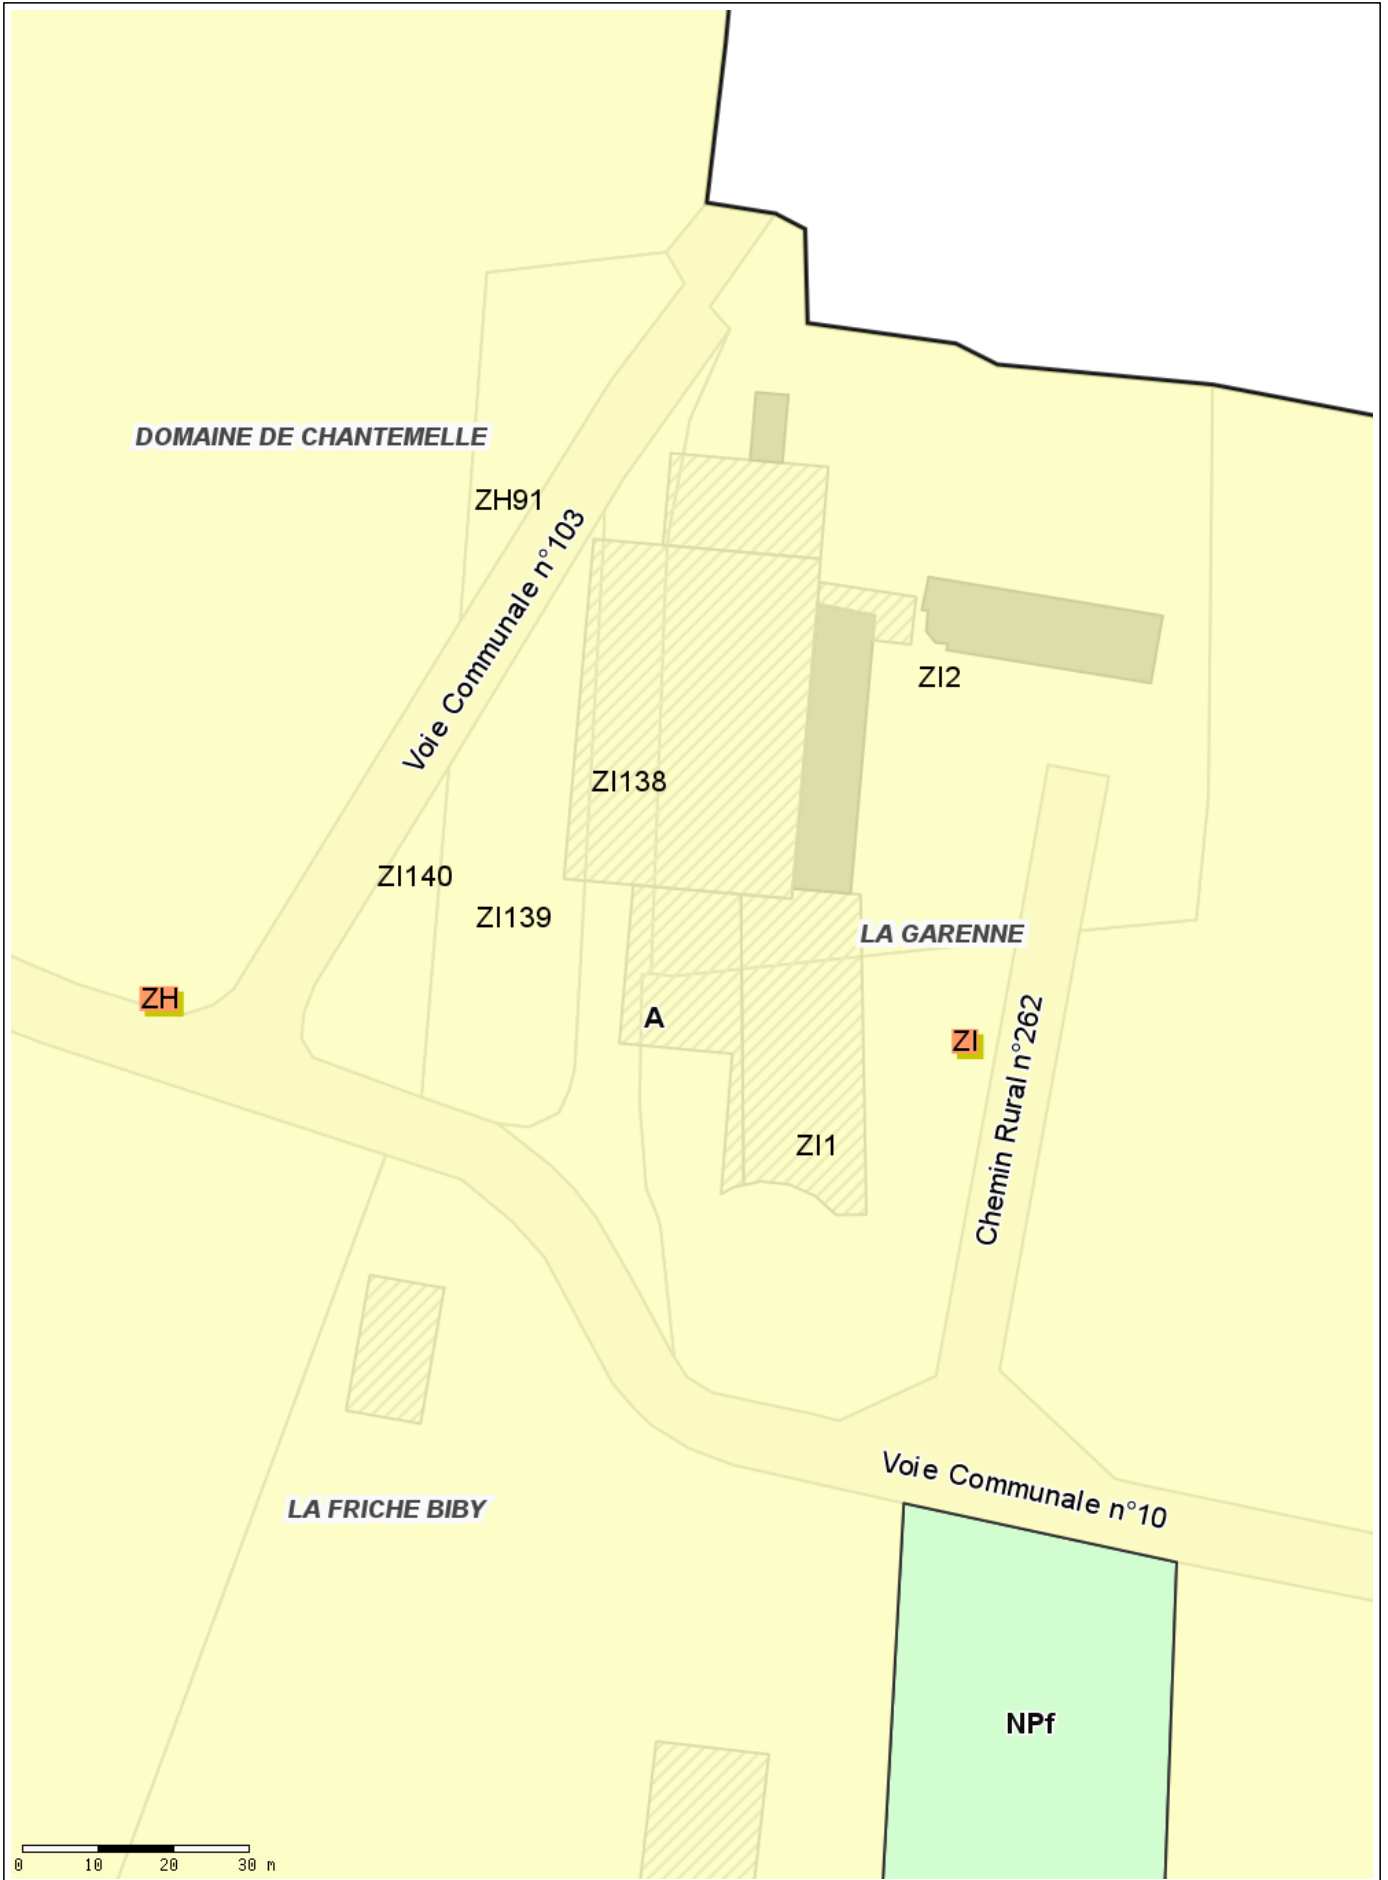 DOMAINE DE CHANTEMELLE
ZH91
Voie Communale n°103
ZI2
ZI138
ZI140
ZI139
LA GARENNE
ZH
A
ZI
Chemin Rural n°262
ZI1
Voie Communale n°10
LA FRICHE BIBY
NPf
0 10 20 30 m